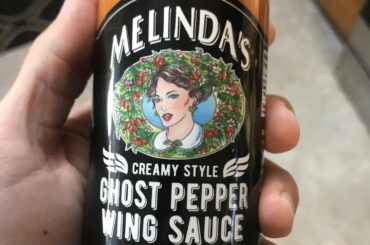 MELINDA'S
CREAMY STYLE
GHOST PEPPER
WING SAUCE